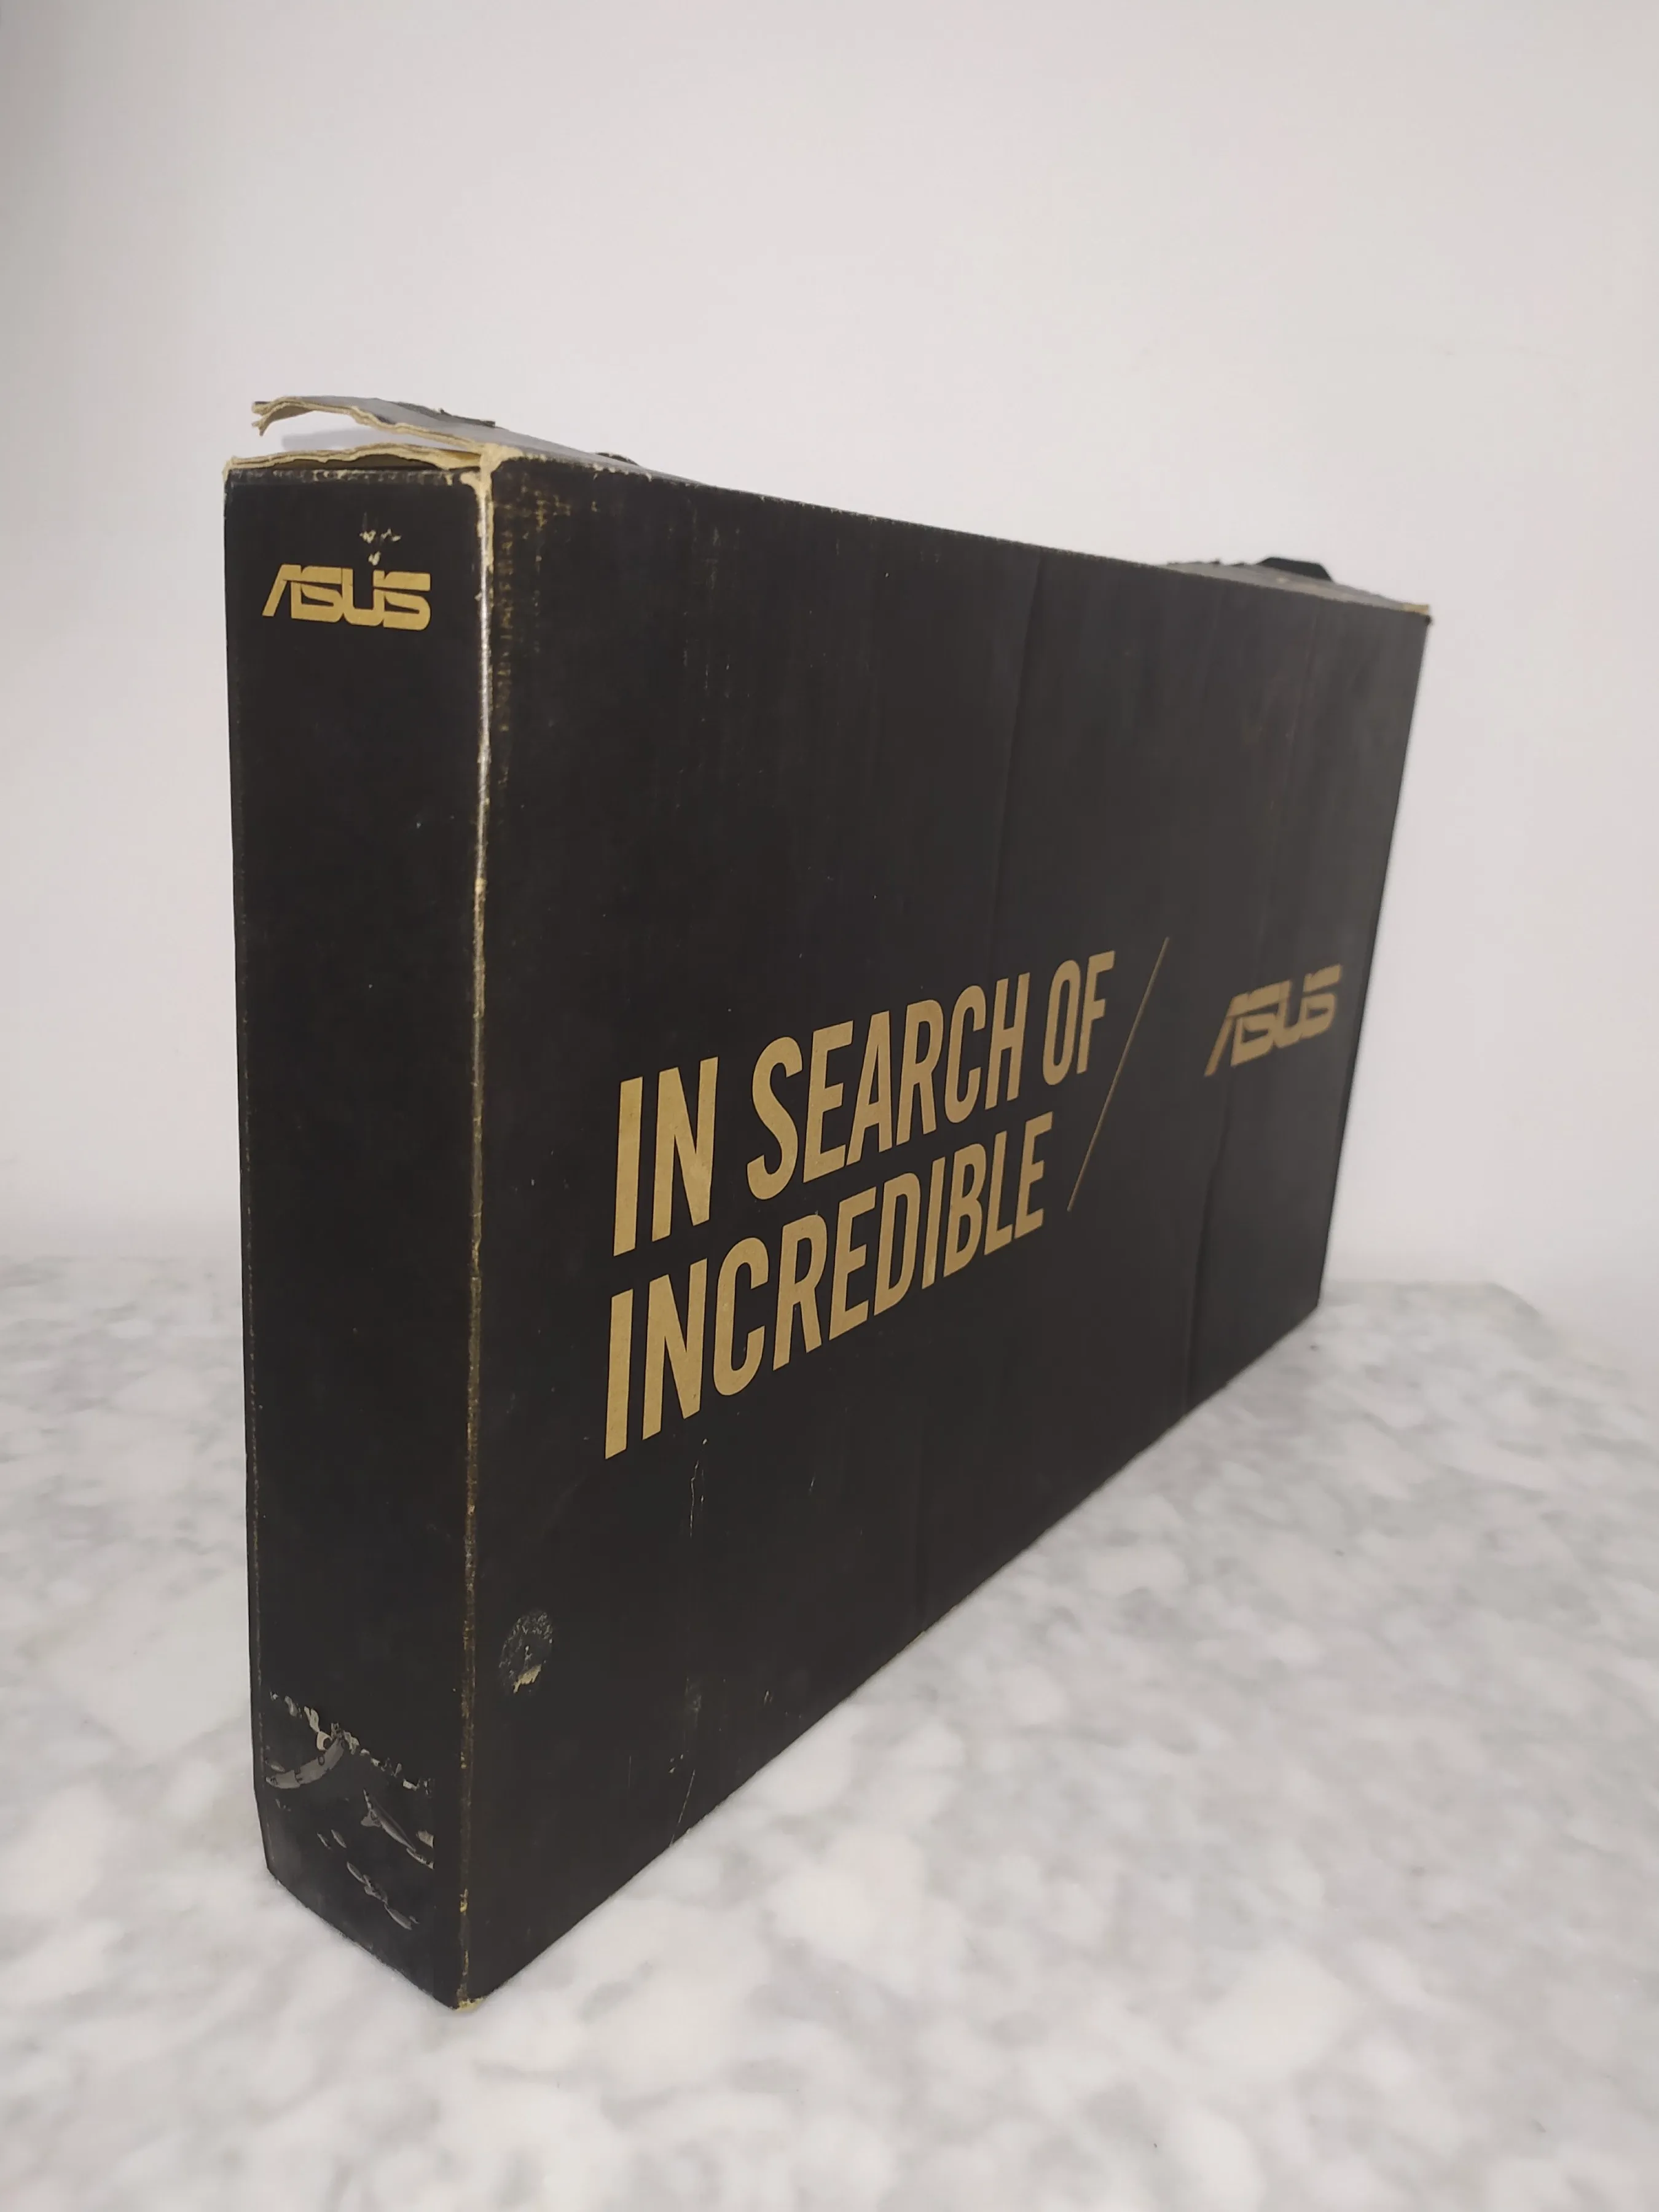 ASUS
IN SEARCH OF
INCREDIBLE
ASUS